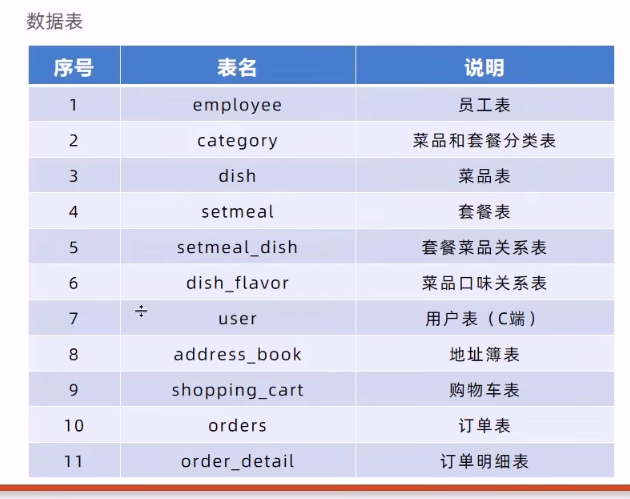 数据表
序号 表名 说明
1 employee 员工表
2 category 菜品和套餐分类表
3 dish 菜品表
4 setmeal 套餐表
5 setmeal_dish 套餐菜品关系表
6 dish_flavor 菜品口味关系表
7 user 用户表（C端）
8 address_book 地址簿表
9 shopping_cart 购物车表
10 orders 订单表
11 order_detail 订单明细表